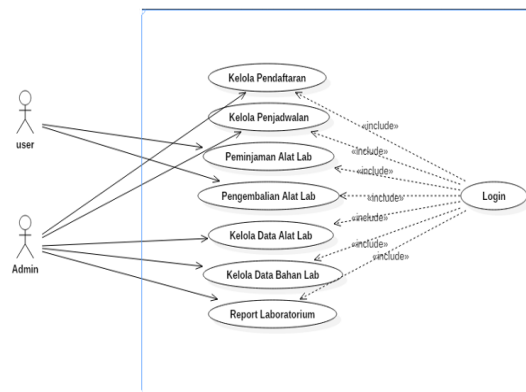 Kelola Pendaftaran
Kelola Penjadwalan
«include»
user
Peminjaman Alat Lab
«include»
«include»
Pengembalian Alat Lab
«include»
Login
«include»
Kelola Data Alat Lab
«include»
Admin
Kelola Data Bahan Lab
«include»
Report Laboratorium